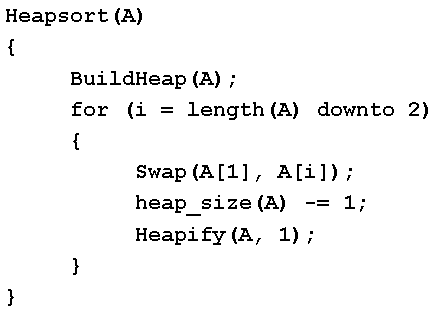 Heapsort(A)
{
BuildHeap(A);
for (i = length(A) downto 2)
{
Swap(A[1], A[i]);
heap_size(A) -= 1;
Heapify(A, 1);
}
}